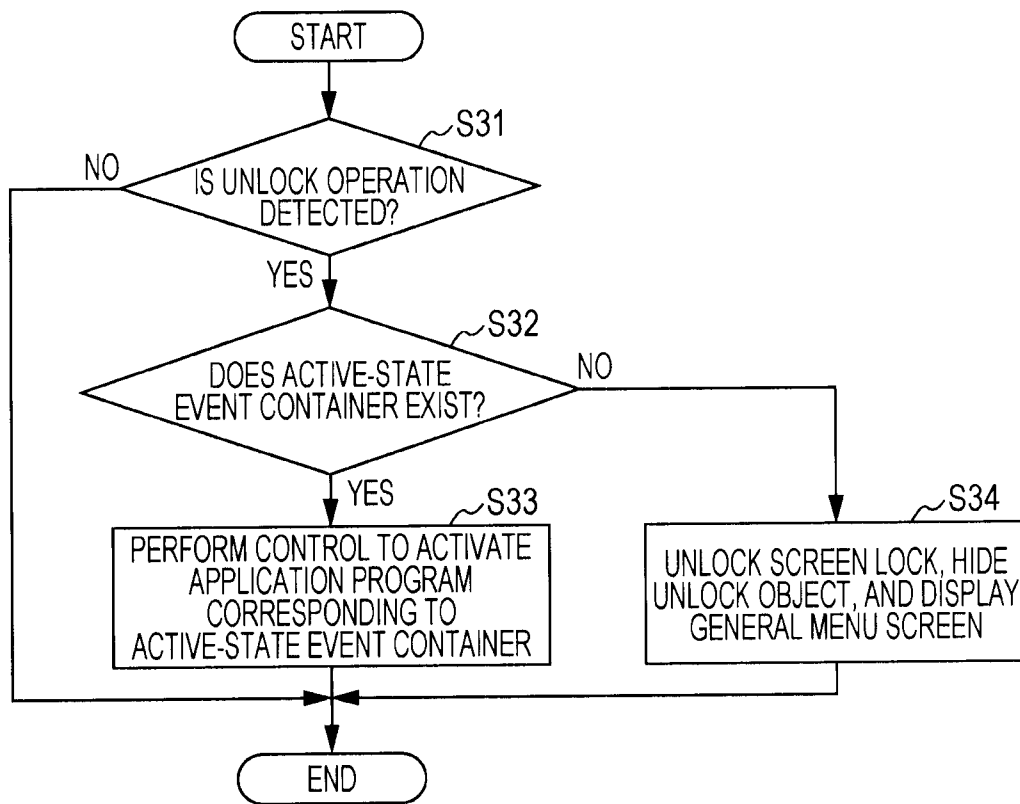 START
S31
NO
IS UNLOCK OPERATION
DETECTED?
YES
S32
NO
DOES ACTIVE-STATE
EVENT CONTAINER EXIST?
YES
S33
PERFORM CONTROL TO ACTIVATE
APPLICATION PROGRAM
CORRESPONDING TO
ACTIVE-STATE EVENT CONTAINER
S34
UNLOCK SCREEN LOCK, HIDE
UNLOCK OBJECT, AND DISPLAY
GENERAL MENU SCREEN
END